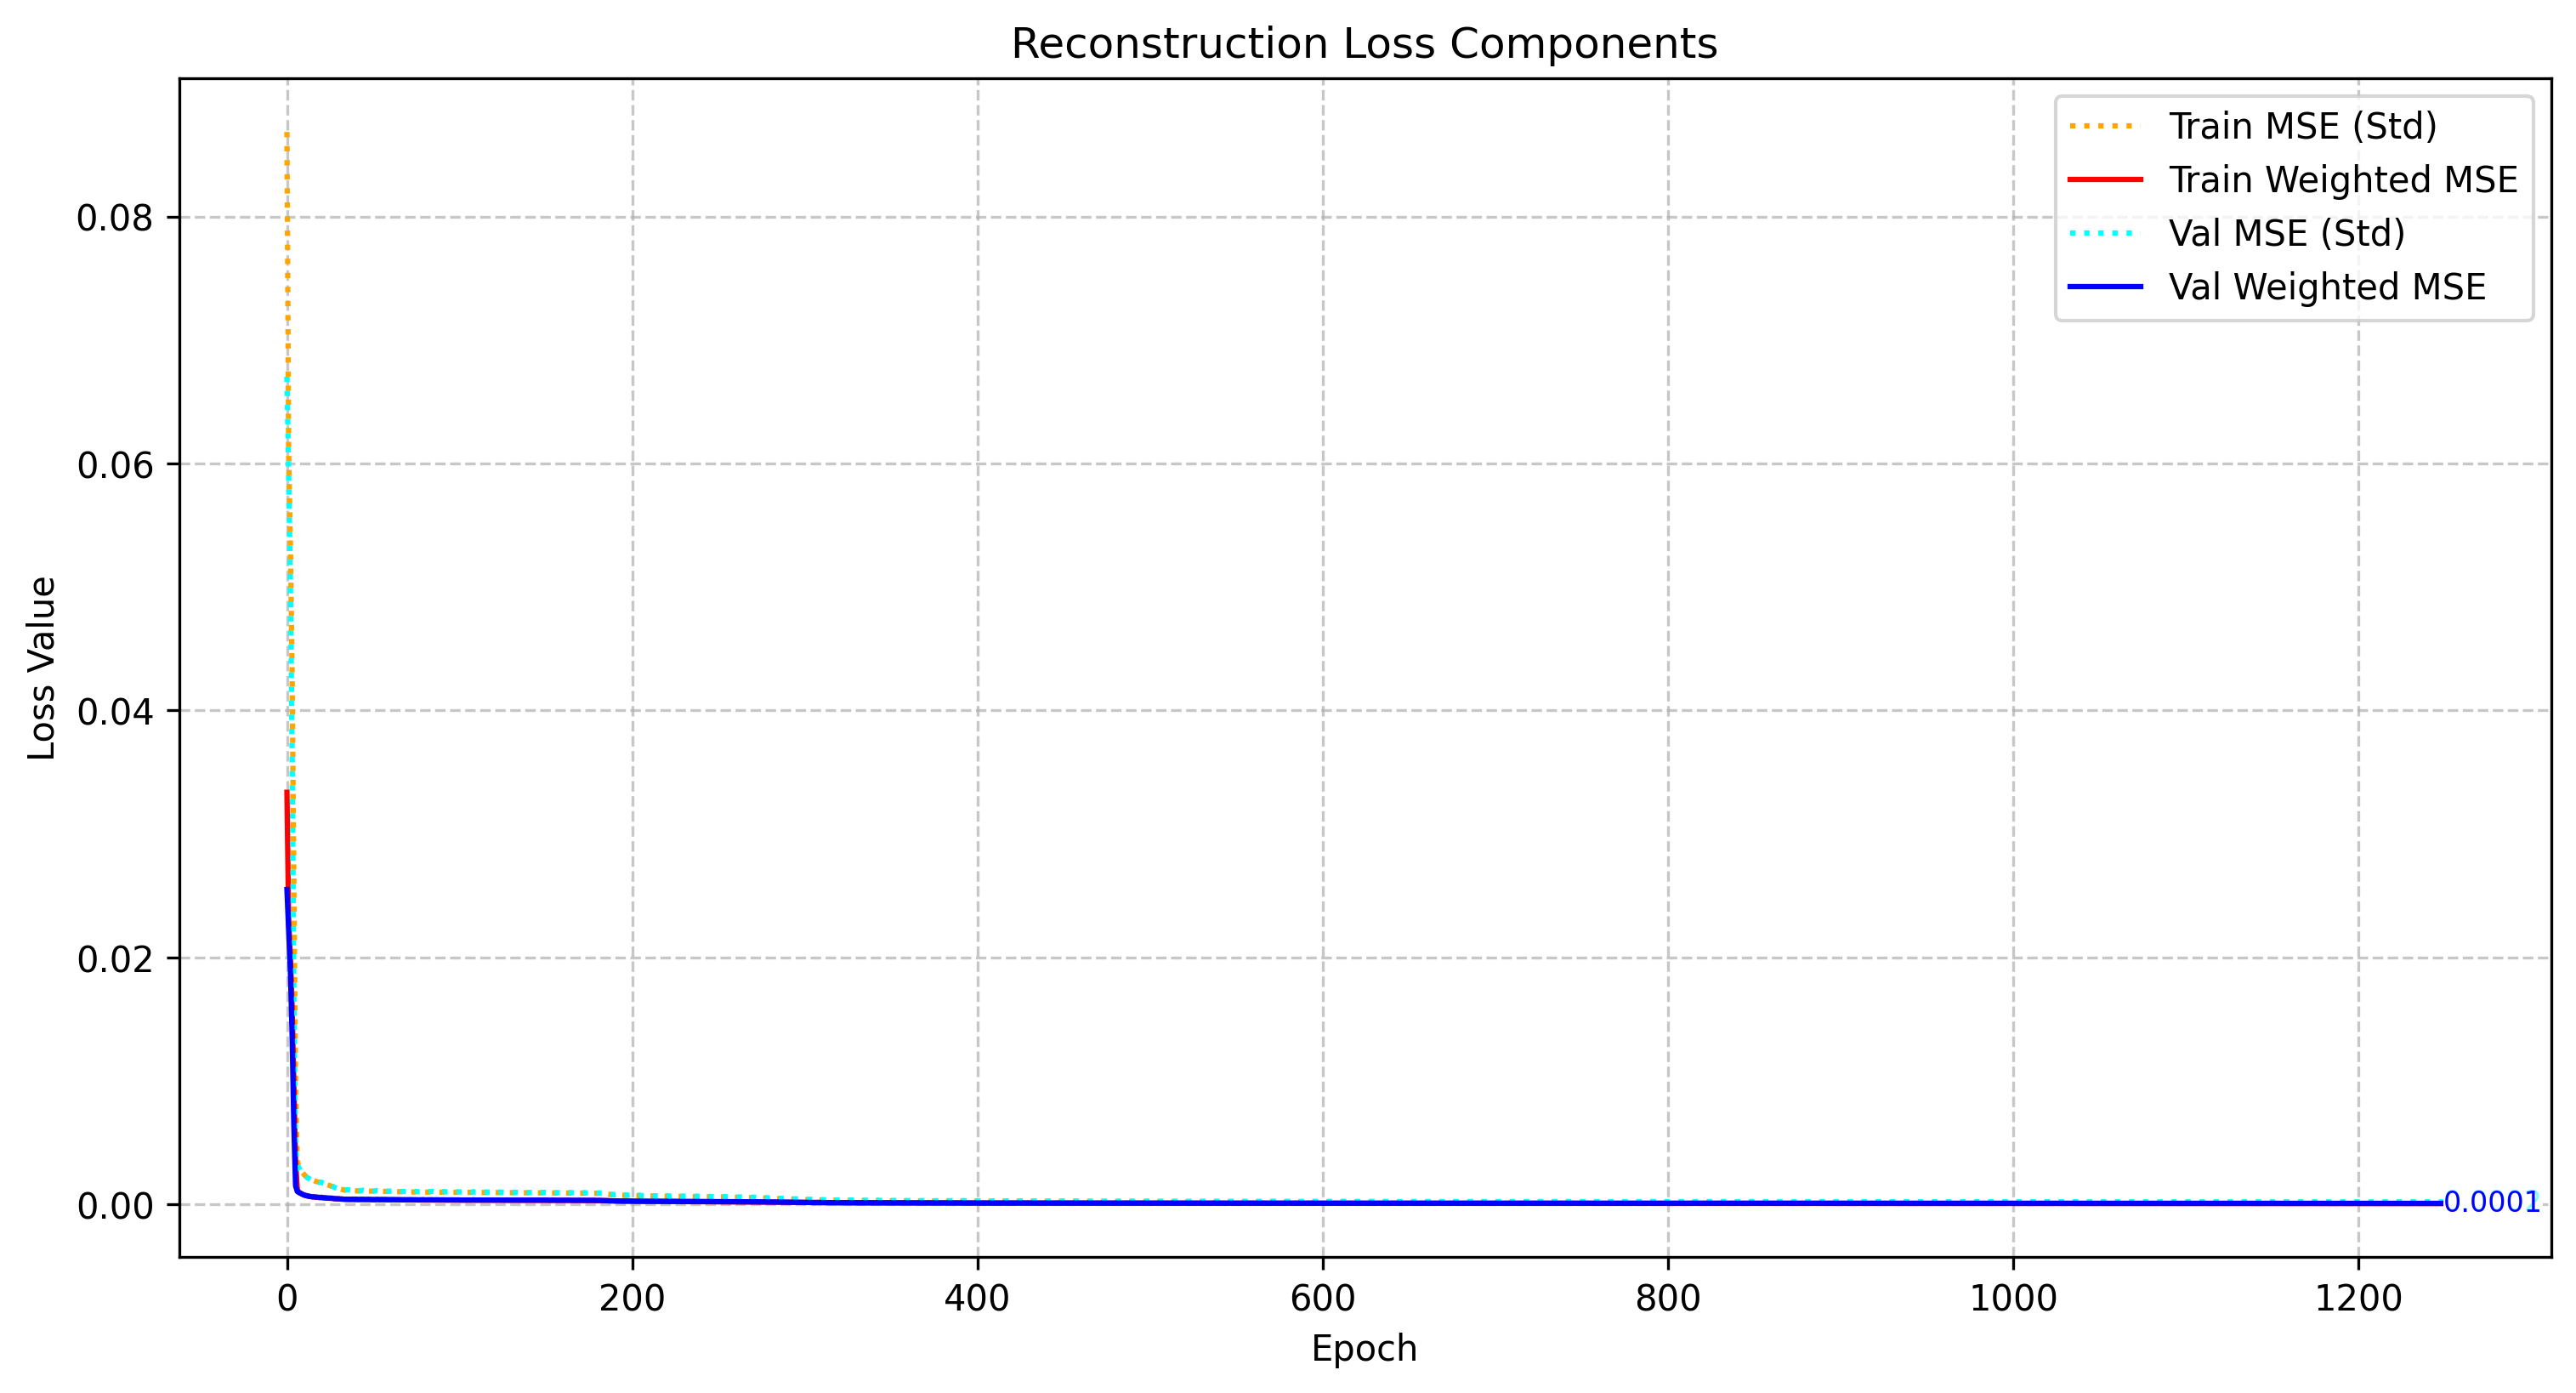 Reconstruction Loss Components
Train MSE (Std)
Train Weighted MSE
Val MSE (Std)
Val Weighted MSE
Loss Value
0.08
0.06
0.04
0.02
0.00
0.0001
0
200
400
600
800
1000
1200
Epoch